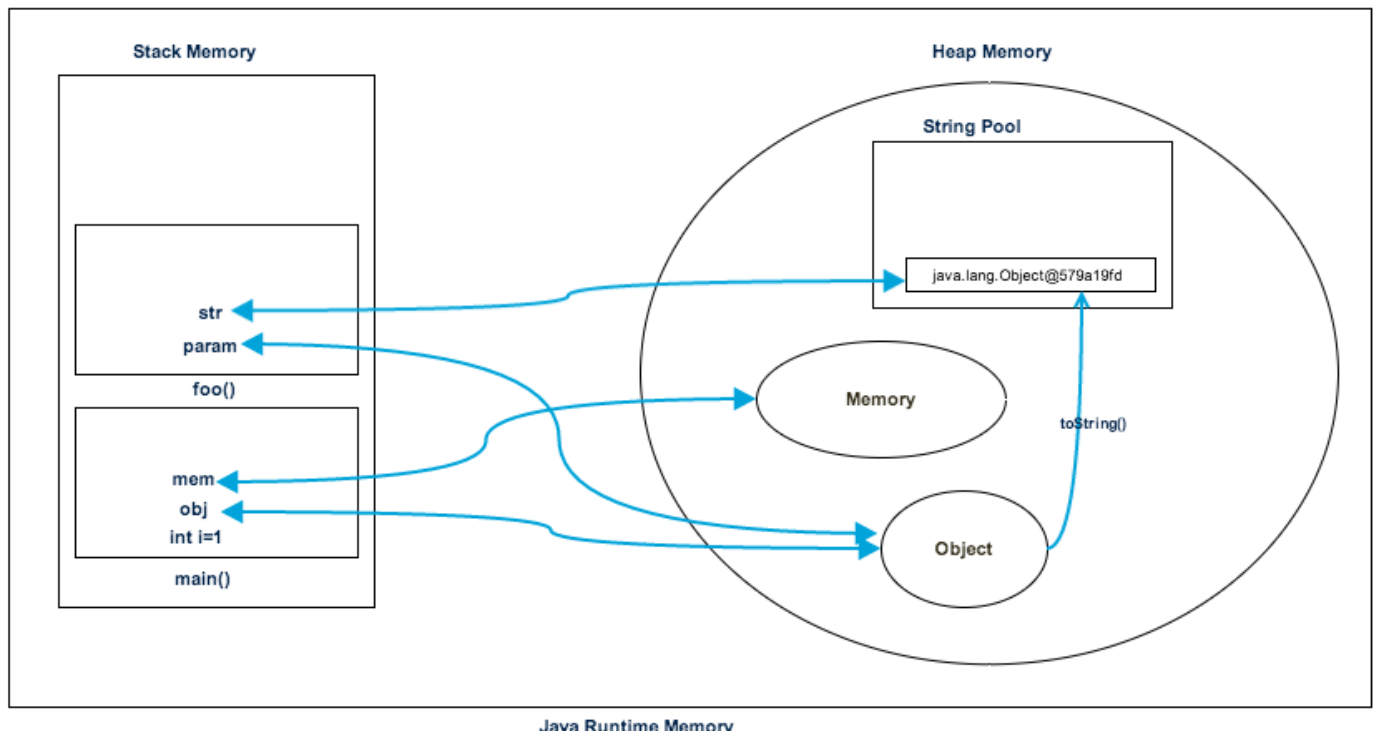 Stack Memory
Heap Memory
String Pool
java.lang.Object@579a19fd
str
param
foo()
Memory
toString()
mem
obj
int i=1
Object
main()
Java Runtime Memory